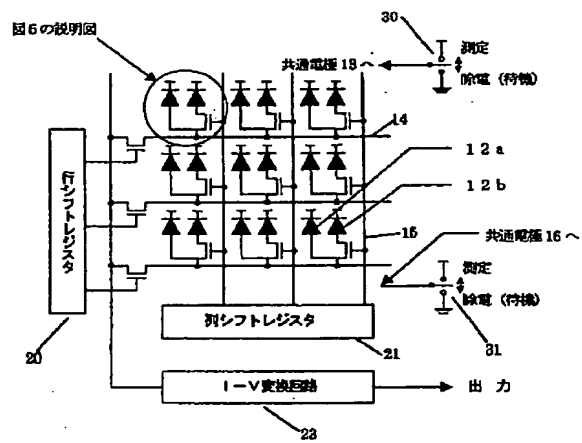 図6の説明図
30
測定
共通電極13へ
除電（待機）
14
12a
12b
15
共通電極16へ
測定
除電（待機）
31
行シフトレジスタ
20
列シフトレジスタ
21
I－V変換回路
出力
23